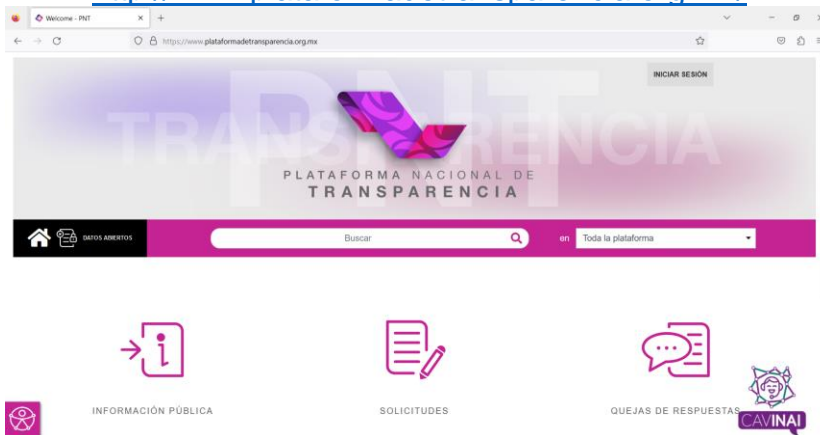 Welcome - PNT
https://www.plataformadetransparencia.org.mx
INICIAR SESIÓN
PNT
TRANSPARENCIA
PLATAFORMA NACIONAL DE
TRANSPARENCIA
DATOS ABIERTOS
Buscar
en
Toda la plataforma
INFORMACIÓN PÚBLICA
SOLICITUDES
QUEJAS DE RESPUESTAS
CAVINAI